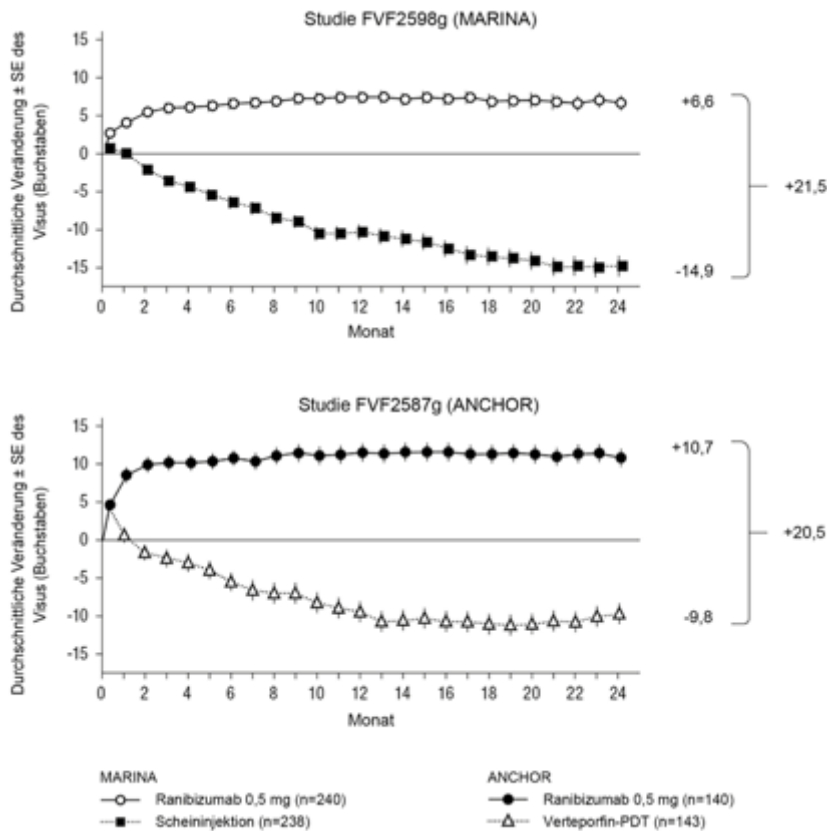 Studie FVF2598g (MARINA)
Durchschnittliche Veränderung ± SE des
Visus (Buchstaben)
15
10
5
0
-5
-10
-15
+6,6
+21,5
-14,9
0 2 4 6 8 10 12 14 16 18 20 22 24
Monat
Studie FVF2587g (ANCHOR)
Durchschnittliche Veränderung ± SE des
Visus (Buchstaben)
15
10
5
0
-5
-10
-15
+10,7
+20,5
-9,8
0 2 4 6 8 10 12 14 16 18 20 22 24
Monat
MARINA
Ranibizumab 0,5 mg (n=240)
Scheininjektion (n=238)
ANCHOR
Ranibizumab 0,5 mg (n=140)
Verteporfin-PDT (n=143)